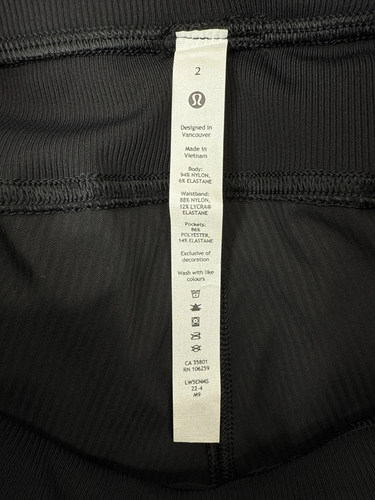 2
Designed in
Vancouver
Made in
Vietnam
Body:
94% NYLON,
6% ELASTANE
Waistband:
88% NYLON,
12% LYCRA®
ELASTANE
Pockets:
86%
POLYESTER,
14% ELASTANE
Exclusive of
decoration
Wash with like
colours
CA 35801
RN 106259
LW5ENMS
22-4
M9